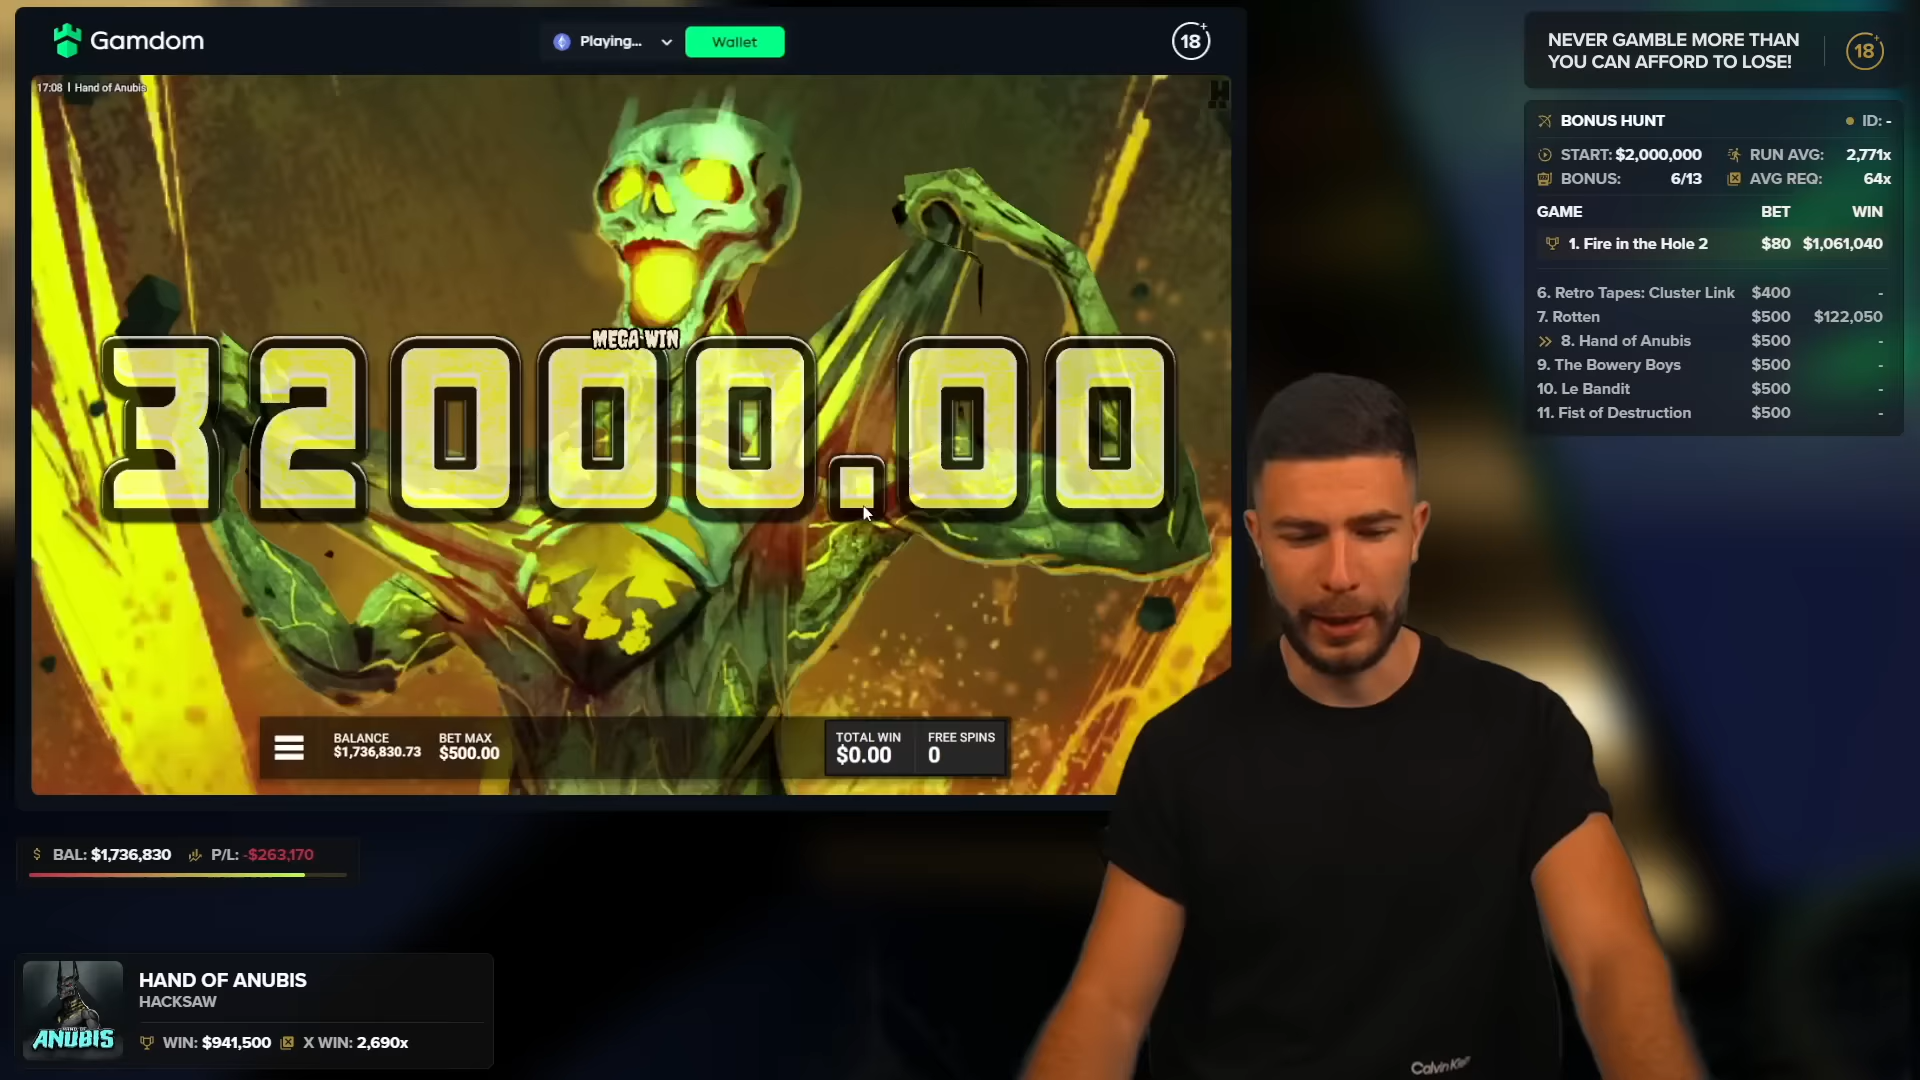 Gamdom
Playing...
Wallet
18+
17:08 | Hand of Anubis
MEGA WIN
32000.00
BALANCE
$1,736,830.73
BET MAX
$500.00
TOTAL WIN
$0.00
FREE SPINS
0
BAL: $1,736,830 P/L: -$263,170
HAND OF ANUBIS
HACKSAW
HAND OF
ANUBIS
WIN: $941,500 X WIN: 2,690x
NEVER GAMBLE MORE THAN
YOU CAN AFFORD TO LOSE!
18+
BONUS HUNT ID: -
START: $2,000,000 RUN AVG: 2,771x
BONUS: 6/13 AVG REQ: 64x
GAME BET WIN
1. Fire in the Hole 2 $80 $1,061,040
6. Retro Tapes: Cluster Link $400 -
7. Rotten $500 $122,050
8. Hand of Anubis $500 -
9. The Bowery Boys $500 -
10. Le Bandit $500 -
11. Fist of Destruction $500 -
Calvin Klein